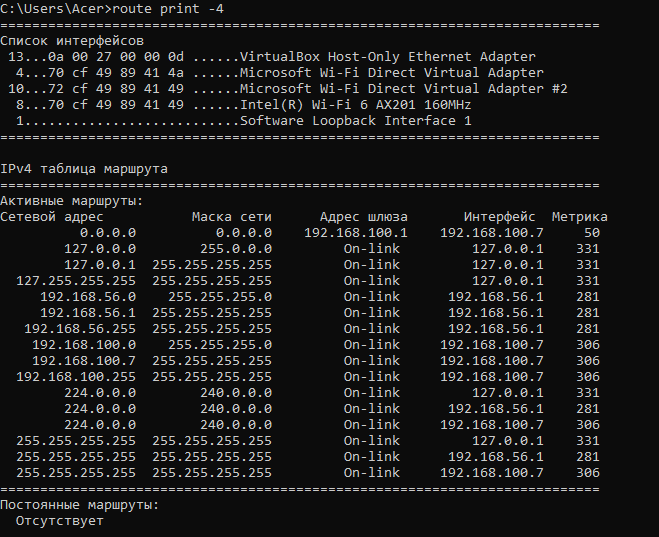 C:\Users\Acer>route print -4
===========================================================================
Список интерфейсов
 13...0a 00 27 00 00 0d ......VirtualBox Host-Only Ethernet Adapter
  4...70 cf 49 89 41 4a ......Microsoft Wi-Fi Direct Virtual Adapter
 10...72 cf 49 89 41 49 ......Microsoft Wi-Fi Direct Virtual Adapter #2
  8...70 cf 49 89 41 49 ......Intel(R) Wi-Fi 6 AX201 160MHz
  1...........................Software Loopback Interface 1
===========================================================================
IPv4 таблица маршрута
===========================================================================
Активные маршруты:
Сетевой адрес           Маска сети      Адрес шлюза       Интерфейс  Метрика
          0.0.0.0          0.0.0.0    192.168.100.1    192.168.100.7     50
        127.0.0.0        255.0.0.0         On-link         127.0.0.1    331
        127.0.0.1  255.255.255.255         On-link         127.0.0.1    331
  127.255.255.255  255.255.255.255         On-link         127.0.0.1    331
     192.168.56.0    255.255.255.0         On-link      192.168.56.1    281
     192.168.56.1  255.255.255.255         On-link      192.168.56.1    281
   192.168.56.255  255.255.255.255         On-link      192.168.56.1    281
    192.168.100.0    255.255.255.0         On-link     192.168.100.7    306
    192.168.100.7  255.255.255.255         On-link     192.168.100.7    306
  192.168.100.255  255.255.255.255         On-link     192.168.100.7    306
        224.0.0.0        240.0.0.0         On-link         127.0.0.1    331
        224.0.0.0        240.0.0.0         On-link      192.168.56.1    281
        224.0.0.0        240.0.0.0         On-link     192.168.100.7    306
  255.255.255.255  255.255.255.255         On-link         127.0.0.1    331
  255.255.255.255  255.255.255.255         On-link      192.168.56.1    281
  255.255.255.255  255.255.255.255         On-link     192.168.100.7    306
===========================================================================
Постоянные маршруты:
  Отсутствует